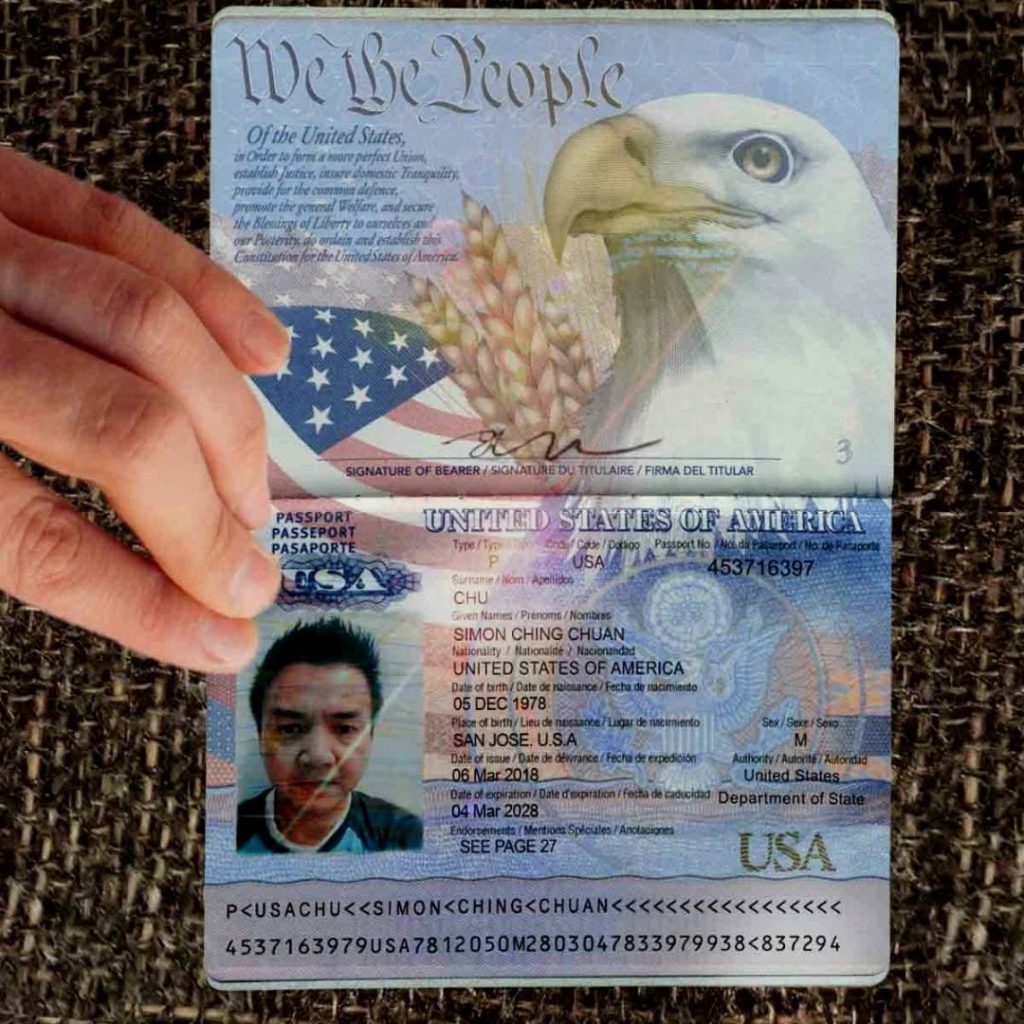 We the People
Of the United States,
in Order to form a more perfect Union,
establish Justice, insure domestic Tranquility,
provide for the common defence,
promote the general Welfare, and secure
the Blessings of Liberty to ourselves and
our Posterity, do ordain and establish this
Constitution for the United States of America.
SIGNATURE OF BEARER / SIGNATURE DU TITULAIRE / FIRMA DEL TITULAR
3
PASSPORT
PASSEPORT
PASAPORTE
USA
UNITED STATES OF AMERICA
Type / Code / Code / Codigo Passport No. / No. du Passeport / No. de Pasaporte
P USA 453716397
Surname / Nom / Apellidos
CHU
Given Names / Prénoms / Nombres
SIMON CHING CHUAN
Nationality / Nationalité / Nacionalidad
UNITED STATES OF AMERICA
Date of birth / Date de naissance / Fecha de nacimiento
05 DEC 1978
Place of birth / Lieu de naissance / Lugar de nacimiento Sex / Sexe / Sexo
SAN JOSE. U.S.A M
Date of issue / Date de délivrance / Fecha de expedición Authority / Autorité / Autoridad
06 Mar 2018 United States
Date of expiration / Date d'expiration / Fecha de caducidad Department of State
04 Mar 2028
Endorsements / Mentions Spéciales / Anotaciones
SEE PAGE 27
USA
P<USACHU<<SIMON<CHING<CHUAN<<<<<<<<<<<<<<<<<
4537163979USA7812050M2803047833979938<837294